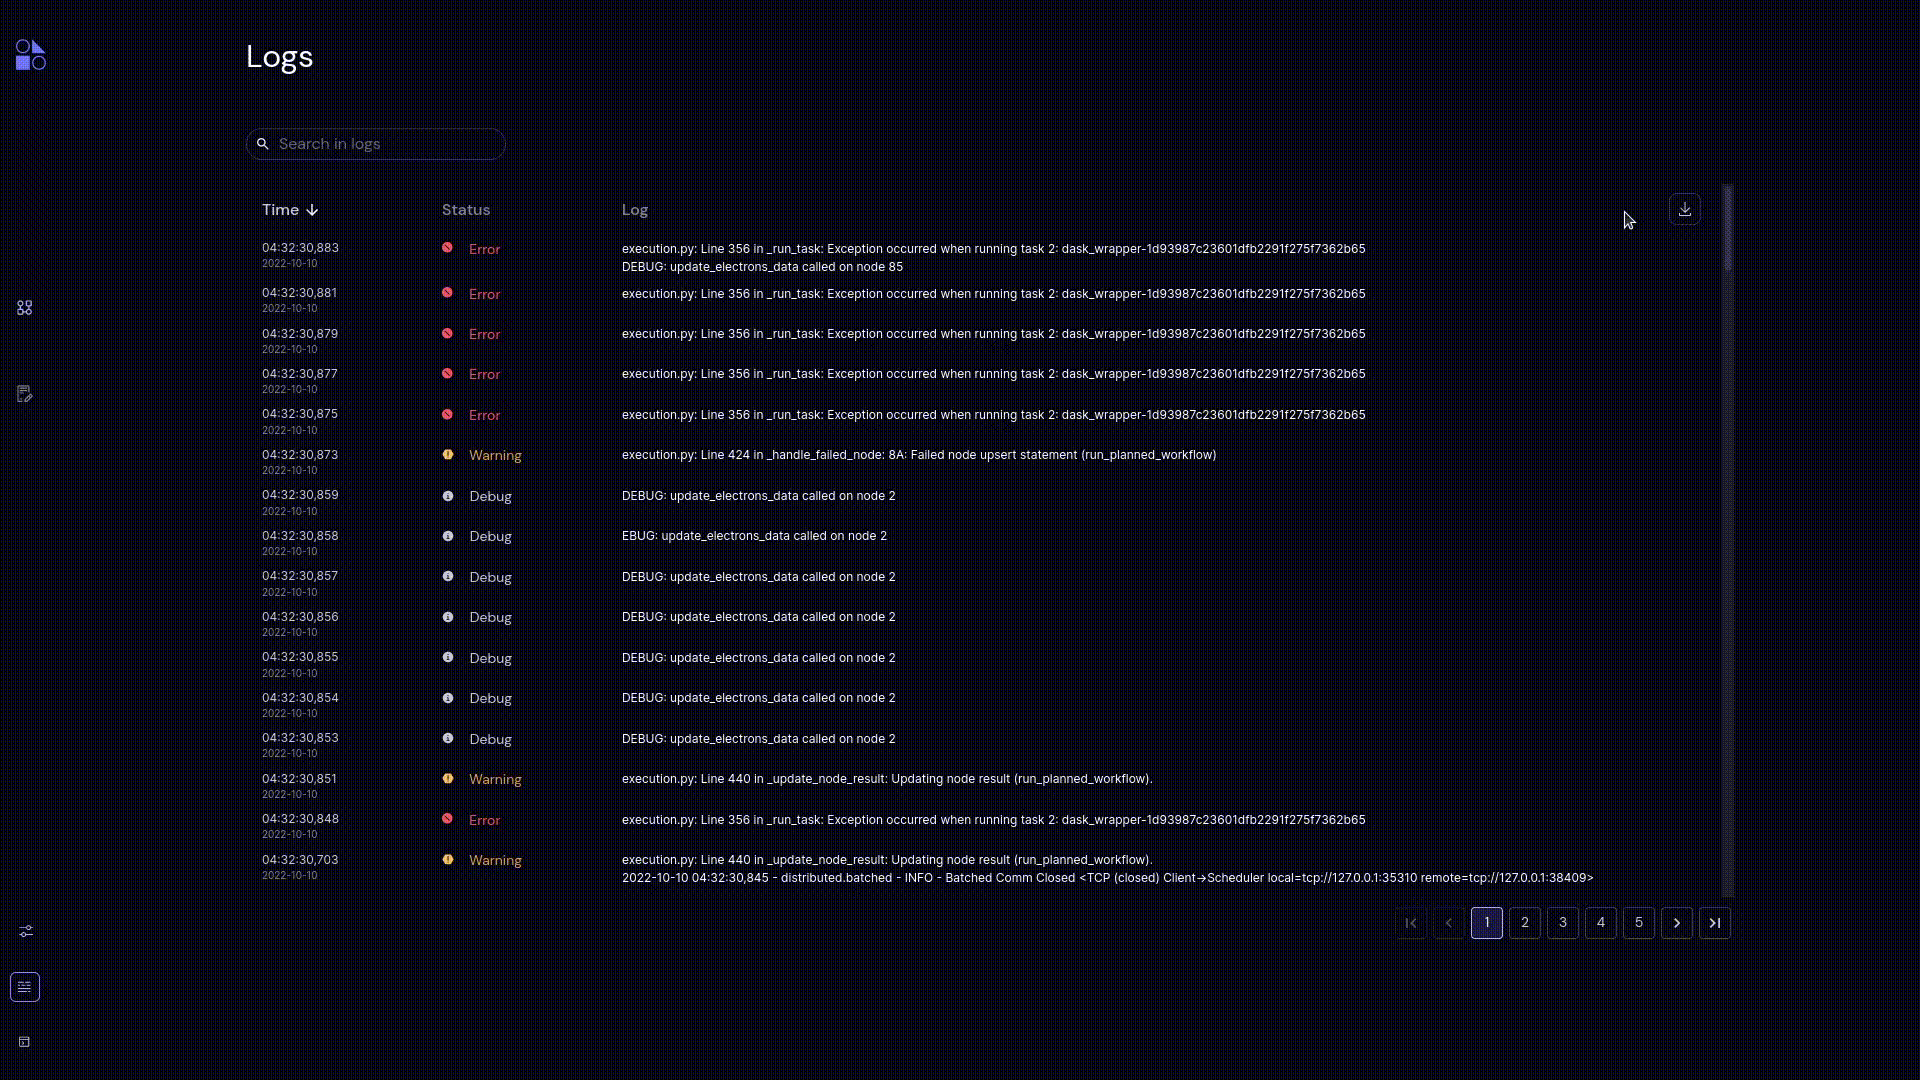 Logs
Search in logs
Time Status Log
04:32:30,883 Error execution.py: Line 356 in _run_task: Exception occurred when running task 2: dask_wrapper-1d93987c23601dfb2291f275f7362b65
2022-10-10 DEBUG: update_electrons_data called on node 85
04:32:30,881 Error execution.py: Line 356 in _run_task: Exception occurred when running task 2: dask_wrapper-1d93987c23601dfb2291f275f7362b65
2022-10-10
04:32:30,879 Error execution.py: Line 356 in _run_task: Exception occurred when running task 2: dask_wrapper-1d93987c23601dfb2291f275f7362b65
2022-10-10
04:32:30,877 Error execution.py: Line 356 in _run_task: Exception occurred when running task 2: dask_wrapper-1d93987c23601dfb2291f275f7362b65
2022-10-10
04:32:30,875 Error execution.py: Line 356 in _run_task: Exception occurred when running task 2: dask_wrapper-1d93987c23601dfb2291f275f7362b65
2022-10-10
04:32:30,873 Warning execution.py: Line 424 in _handle_failed_node: 8A: Failed node upsert statement (run_planned_workflow)
2022-10-10
04:32:30,859 Debug DEBUG: update_electrons_data called on node 2
2022-10-10
04:32:30,858 Debug EBUG: update_electrons_data called on node 2
2022-10-10
04:32:30,857 Debug DEBUG: update_electrons_data called on node 2
2022-10-10
04:32:30,856 Debug DEBUG: update_electrons_data called on node 2
2022-10-10
04:32:30,855 Debug DEBUG: update_electrons_data called on node 2
2022-10-10
04:32:30,854 Debug DEBUG: update_electrons_data called on node 2
2022-10-10
04:32:30,853 Debug DEBUG: update_electrons_data called on node 2
2022-10-10
04:32:30,851 Warning execution.py: Line 440 in _update_node_result: Updating node result (run_planned_workflow).
2022-10-10
04:32:30,848 Error execution.py: Line 356 in _run_task: Exception occurred when running task 2: dask_wrapper-1d93987c23601dfb2291f275f7362b65
2022-10-10
04:32:30,703 Warning execution.py: Line 440 in _update_node_result: Updating node result (run_planned_workflow).
2022-10-10 2022-10-10 04:32:30,845 - distributed.batched - INFO - Batched Comm Closed <TCP (closed) Client->Scheduler local=tcp://127.0.0.1:35310 remote=tcp://127.0.0.1:38409>
1 2 3 4 5